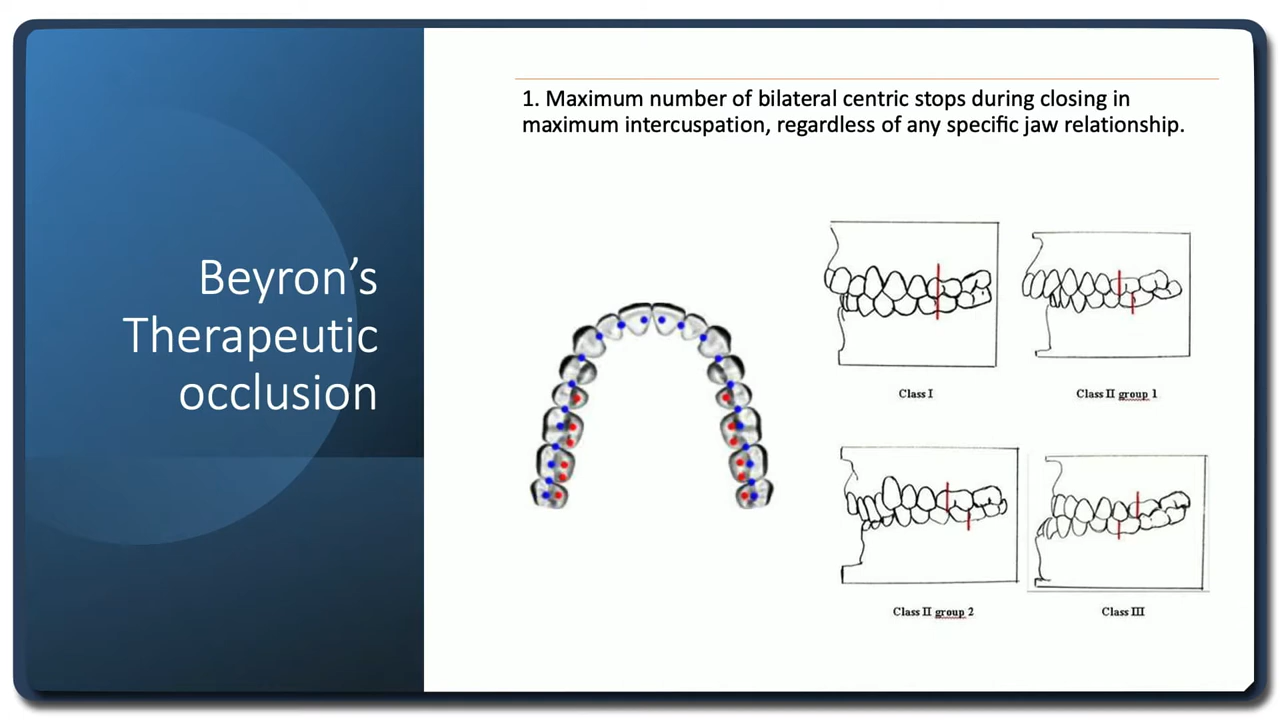 Beyron's
Therapeutic
occlusion
1. Maximum number of bilateral centric stops during closing in
maximum intercuspation, regardless of any specific jaw relationship.
Class I
Class II group 1
Class II group 2
Class III